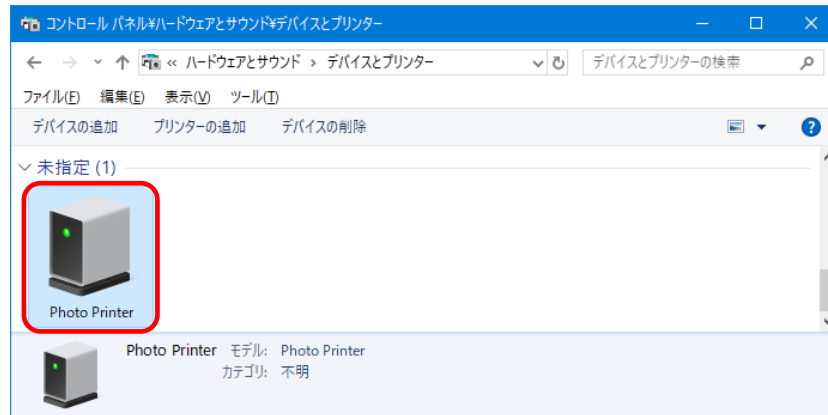 コントロール パネル¥ハードウェアとサウンド¥デバイスとプリンター
« ハードウェアとサウンド › デバイスとプリンター デバイスとプリンターの検索
ファイル(F) 編集(E) 表示(V) ツール(T)
デバイスの追加 プリンターの追加 デバイスの削除
未指定 (1)
Photo Printer
Photo Printer モデル: Photo Printer
カテゴリ: 不明